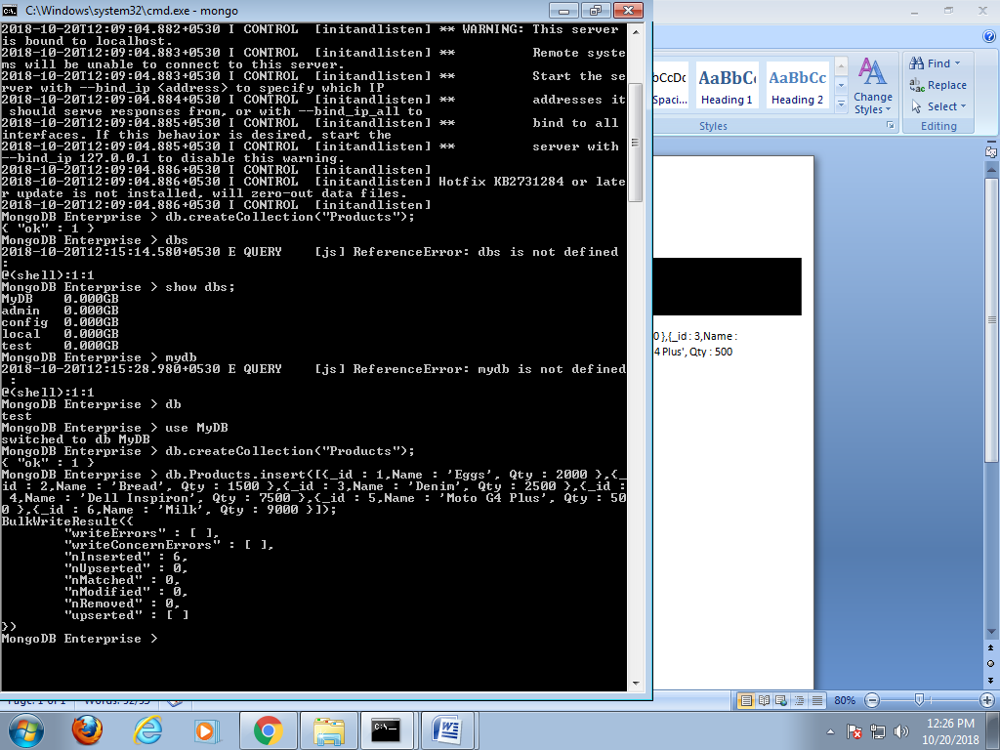 C:\Windows\system32\cmd.exe - mongo
2018-10-20T12:09:04.882+0530 I CONTROL  [initandlisten] ** WARNING: This server
is bound to localhost.
2018-10-20T12:09:04.883+0530 I CONTROL  [initandlisten] **          Remote syste
ms will be unable to connect to this server.
2018-10-20T12:09:04.883+0530 I CONTROL  [initandlisten] **          Start the se
rver with --bind_ip <address> to specify which IP
2018-10-20T12:09:04.884+0530 I CONTROL  [initandlisten] **          addresses it
 should serve responses from, or with --bind_ip_all to
2018-10-20T12:09:04.885+0530 I CONTROL  [initandlisten] **          bind to all
interfaces. If this behavior is desired, start the
2018-10-20T12:09:04.885+0530 I CONTROL  [initandlisten] **          server with
--bind_ip 127.0.0.1 to disable this warning.
2018-10-20T12:09:04.886+0530 I CONTROL  [initandlisten]
2018-10-20T12:09:04.886+0530 I CONTROL  [initandlisten] Hotfix KB2731284 or late
r update is not installed, will zero-out data files.
2018-10-20T12:09:04.886+0530 I CONTROL  [initandlisten]
MongoDB Enterprise > db.createCollection("Products");
{ "ok" : 1 }
MongoDB Enterprise > dbs
2018-10-20T12:15:14.580+0530 E QUERY    [js] ReferenceError: dbs is not defined
:
@(shell):1:1
MongoDB Enterprise > show dbs;
MyDB    0.000GB
admin   0.000GB
config  0.000GB
local   0.000GB
test    0.000GB
MongoDB Enterprise > mydb
2018-10-20T12:15:28.980+0530 E QUERY    [js] ReferenceError: mydb is not defined
 :
@(shell):1:1
MongoDB Enterprise > db
test
MongoDB Enterprise > use MyDB
switched to db MyDB
MongoDB Enterprise > db.createCollection("Products");
{ "ok" : 1 }
MongoDB Enterprise > db.Products.insert([{_id : 1,Name : 'Eggs', Qty : 2000 },{_
id : 2,Name : 'Bread', Qty : 1500 },{_id : 3,Name : 'Denim', Qty : 2500 },{_id :
 4,Name : 'Dell Inspiron', Qty : 7500 },{_id : 5,Name : 'Moto G4 Plus', Qty : 50
0 },{_id : 6,Name : 'Milk', Qty : 9000 }]);
BulkWriteResult({
        "writeErrors" : [ ],
        "writeConcernErrors" : [ ],
        "nInserted" : 6,
        "nUpserted" : 0,
        "nMatched" : 0,
        "nModified" : 0,
        "nRemoved" : 0,
        "upserted" : [ ]
})
MongoDB Enterprise >
bCcDc AaBbCc AaBbCc
Spaci... Heading 1 Heading 2
Change
Styles
Styles
Find
Replace
Select
Editing
0 },{_id : 3,Name :
4 Plus', Qty : 500
Page: 1 of 1 Words: 32/33
80%
12:26 PM
10/20/2018